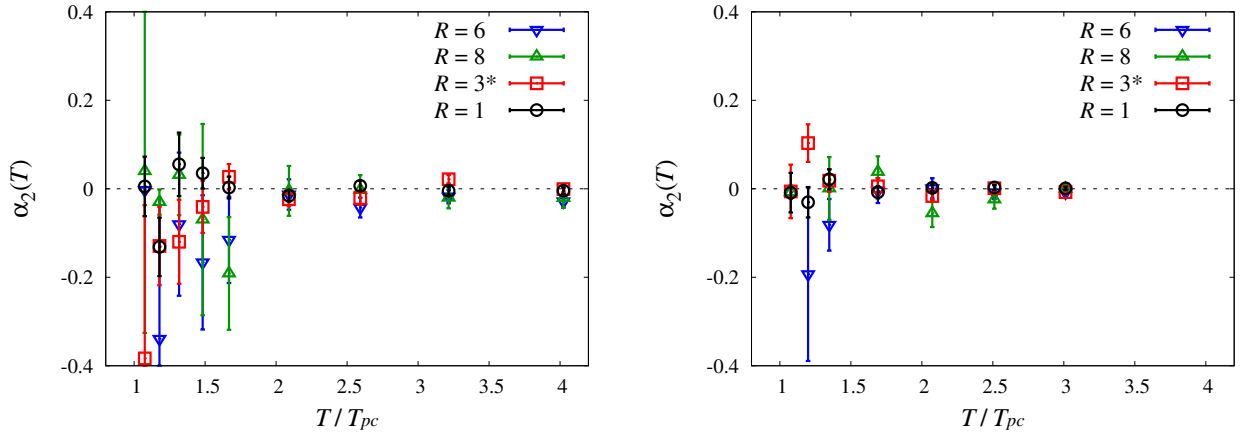 0.4
0.2
0
-0.2
-0.4
α₂(T)
1
1.5
2
2.5
3
3.5
4
T / Tpc
R = 6
R = 8
R = 3*
R = 1
0.4
0.2
0
-0.2
-0.4
α₂(T)
1
1.5
2
2.5
3
3.5
4
T / Tpc
R = 6
R = 8
R = 3*
R = 1